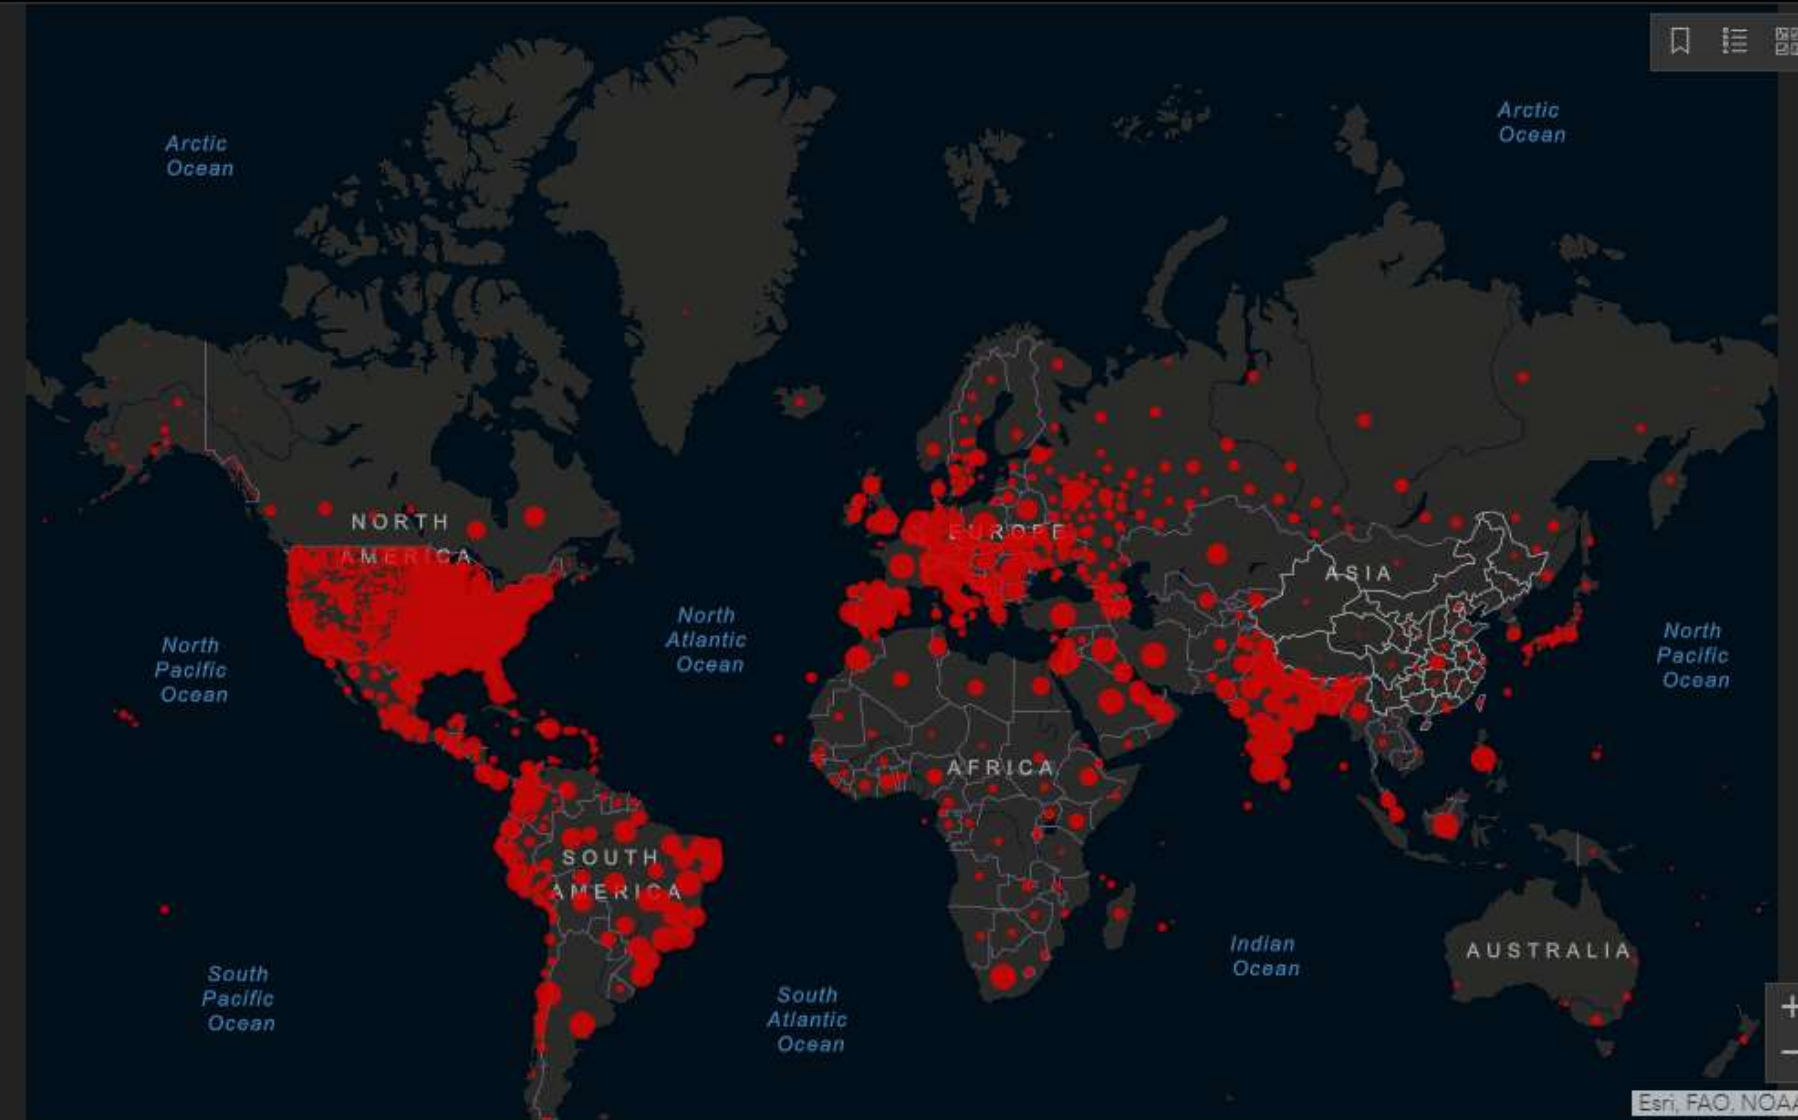 Arctic
Ocean
Arctic
Ocean
NORTH
AMERICA
EUROPE
ASIA
North
Pacific
Ocean
North
Atlantic
Ocean
North
Pacific
Ocean
AFRICA
SOUTH
AMERICA
AUSTRALIA
Indian
Ocean
South
Pacific
Ocean
South
Atlantic
Ocean
+
−
Esri, FAO, NOAA